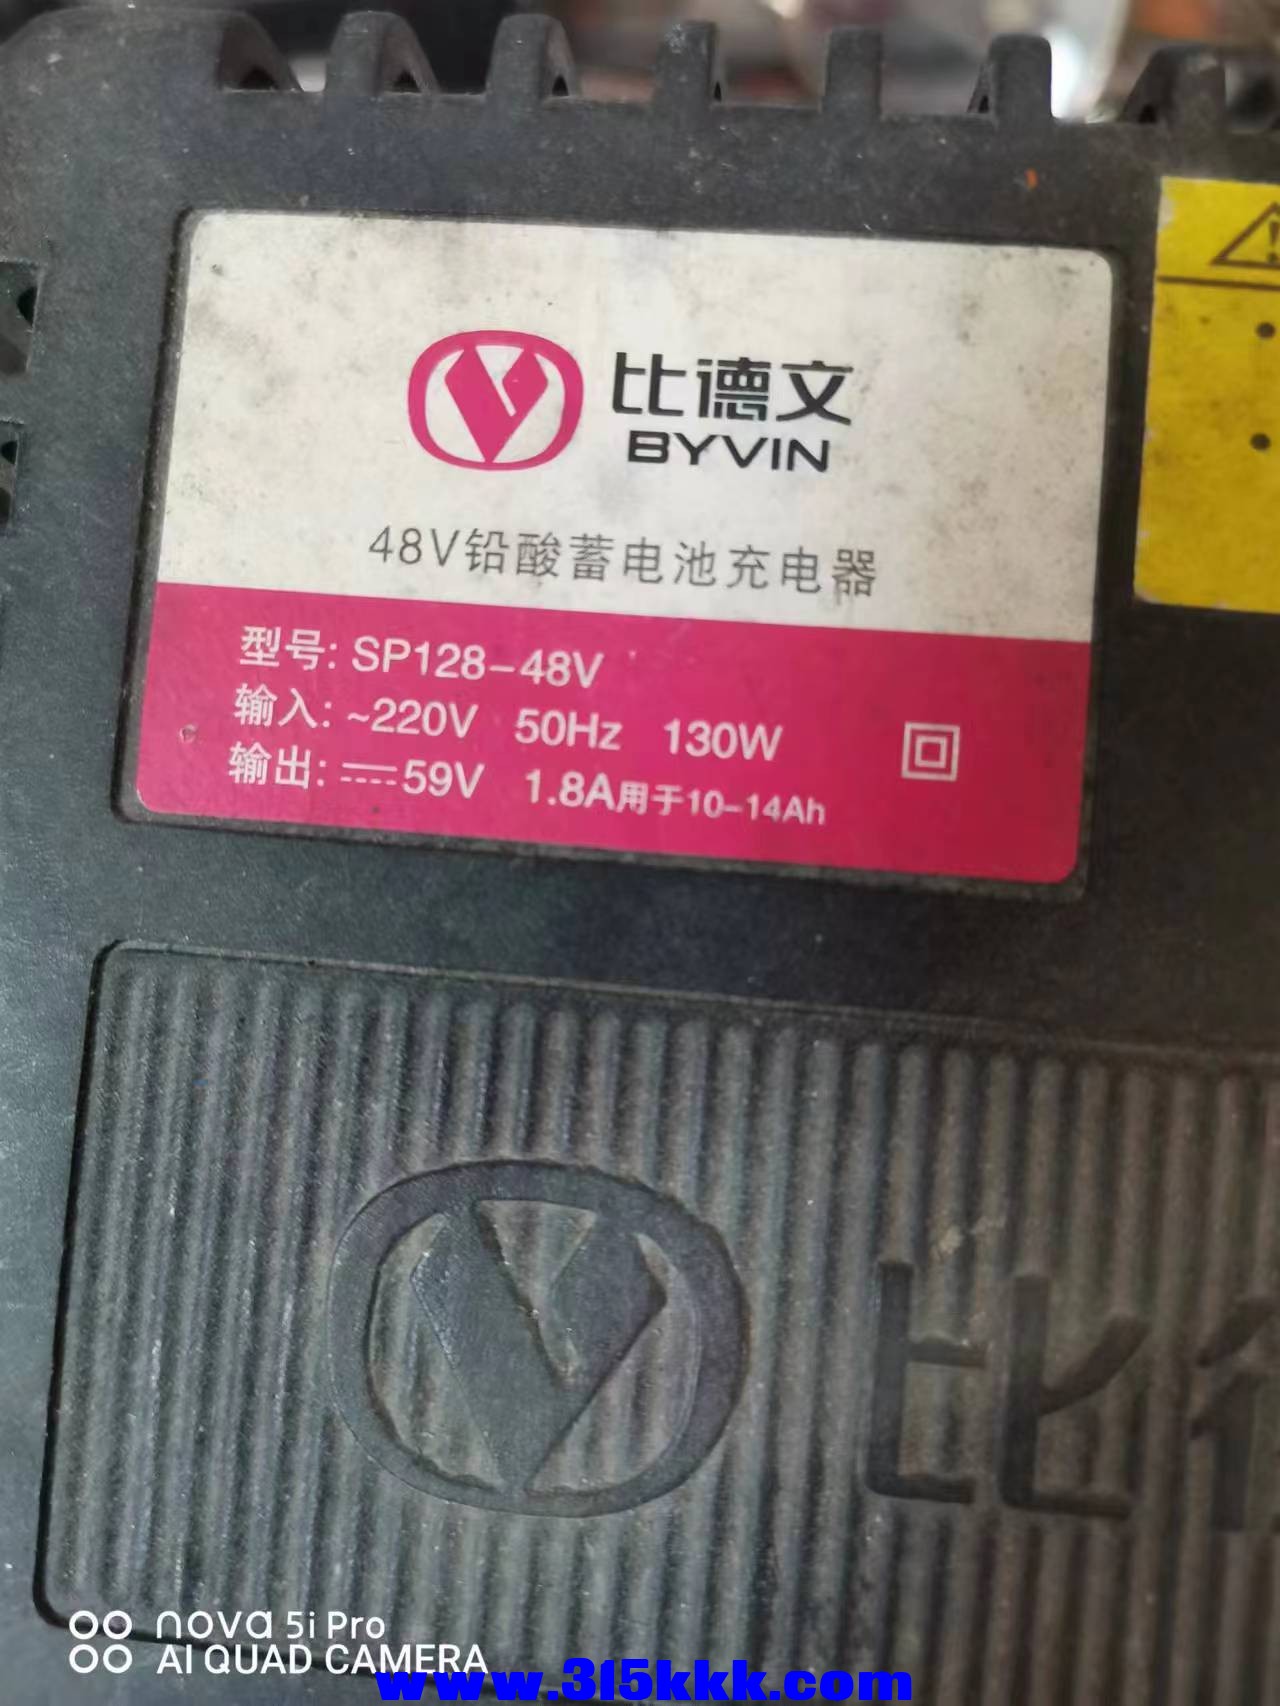 比德文
BYVIN
48V铅酸蓄电池充电器
型号: SP128-48V
输入: ~220V 50Hz 130W
输出: ⎓59V 1.8A用于10-14Ah
比
nova 5i Pro
AI QUAD CAMERA
www.315kkk.com